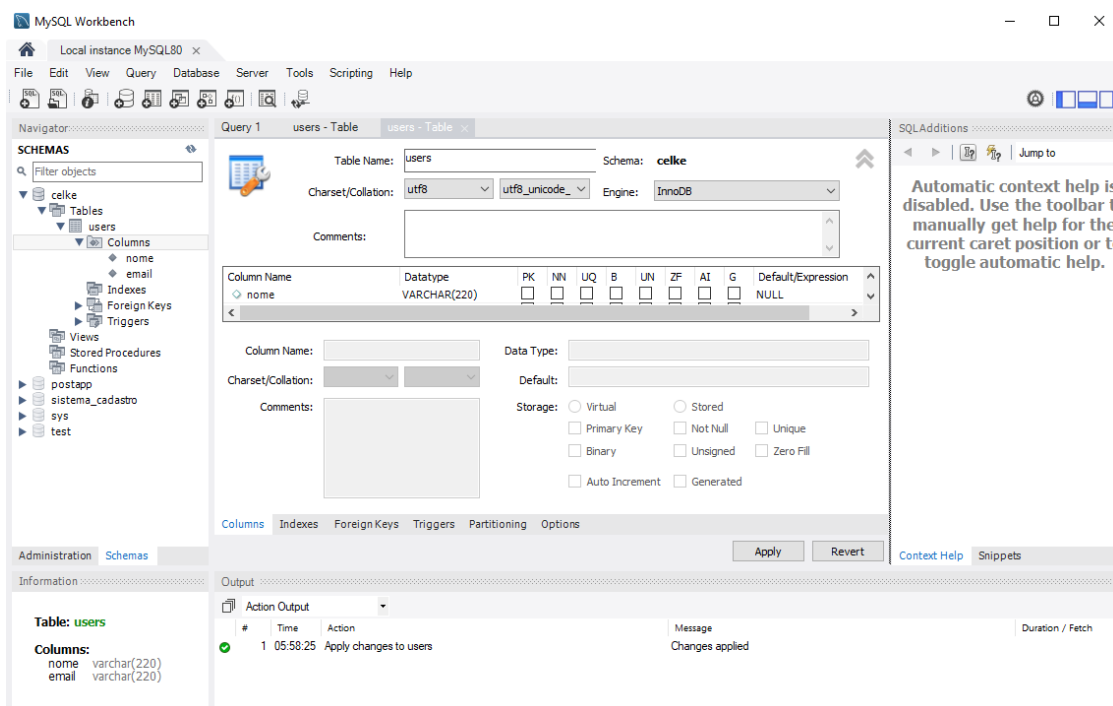 MySQL Workbench
Local instance MySQL80
File Edit View Query Database Server Tools Scripting Help
Navigator
SCHEMAS
Filter objects
celke
Tables
users
Columns
nome
email
Indexes
Foreign Keys
Triggers
Views
Stored Procedures
Functions
postapp
sistema_cadastro
sys
test
Administration Schemas
Information
Table: users
Columns:
nome varchar(220)
email varchar(220)
Query 1 users - Table users - Table
Table Name: users Schema: celke
Charset/Collation: utf8 utf8_unicode_ Engine: InnoDB
Comments:
Column Name Datatype PK NN UQ B UN ZF AI G Default/Expression
nome VARCHAR(220) NULL
Column Name: Data Type:
Charset/Collation: Default:
Comments: Storage: Virtual Stored
Primary Key Not Null Unique
Binary Unsigned Zero Fill
Auto Increment Generated
Columns Indexes Foreign Keys Triggers Partitioning Options
Apply Revert
SQLAdditions
Jump to
Automatic context help is
disabled. Use the toolbar t
manually get help for the
current caret position or to
toggle automatic help.
Context Help Snippets
Output
Action Output
# Time Action Message Duration / Fetch
1 05:58:25 Apply changes to users Changes applied